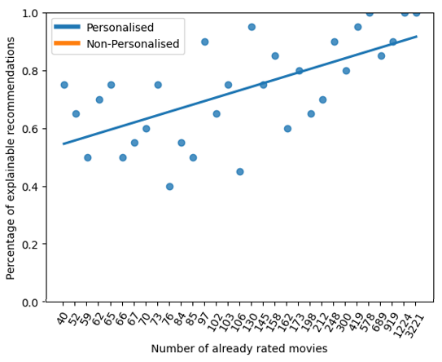 Personalised
Non-Personalised
Percentage of explainable recommendations
1.0
0.8
0.6
0.4
0.2
0.0
40 52 59 62 65 66 67 70 73 76 84 85 97 102 103 106 130 145 158 162 173 198 212 248 300 419 578 689 919 1224 3221
Number of already rated movies